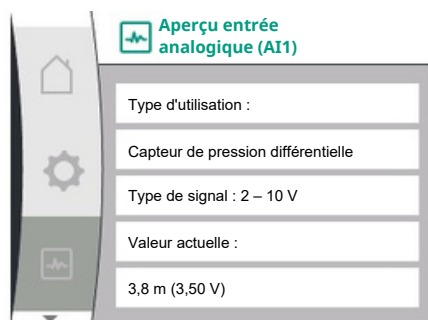 Aperçu entrée
analogique (AI1)
Type d'utilisation :
Capteur de pression différentielle
Type de signal : 2 – 10 V
Valeur actuelle :
3,8 m (3,50 V)